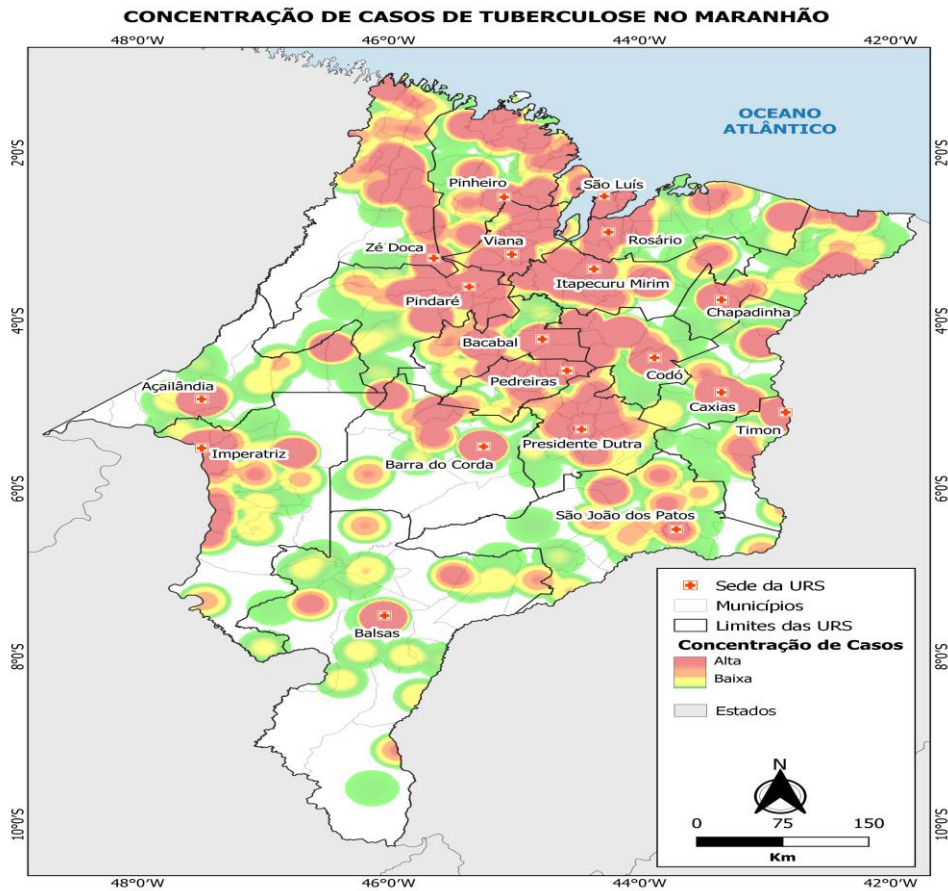 CONCENTRAÇÃO DE CASOS DE TUBERCULOSE NO MARANHÃO
48°0'W 46°0'W 44°0'W 42°0'W
OCEANO
ATLÂNTICO
2°0'S 2°0'S
Pinheiro São Luís
Zé Doca Viana Rosário
Itapecuru Mirim
Pindaré Chapadinha
4°0'S 4°0'S
Bacabal
Codó
Pedreiras
Açailândia Caxias
Timon
Imperatriz Presidente Dutra
Barra do Corda
6°0'S 6°0'S
São João dos Patos
Balsas
8°0'S 8°0'S
10°0'S 10°0'S
Sede da URS
Municípios
Limites das URS
Concentração de Casos
Alta
Baixa
Estados
N
0 75 150
Km
48°0'W 46°0'W 44°0'W 42°0'W